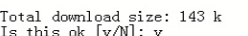 Total download size: 143 k
Is this ok [y/N]: y